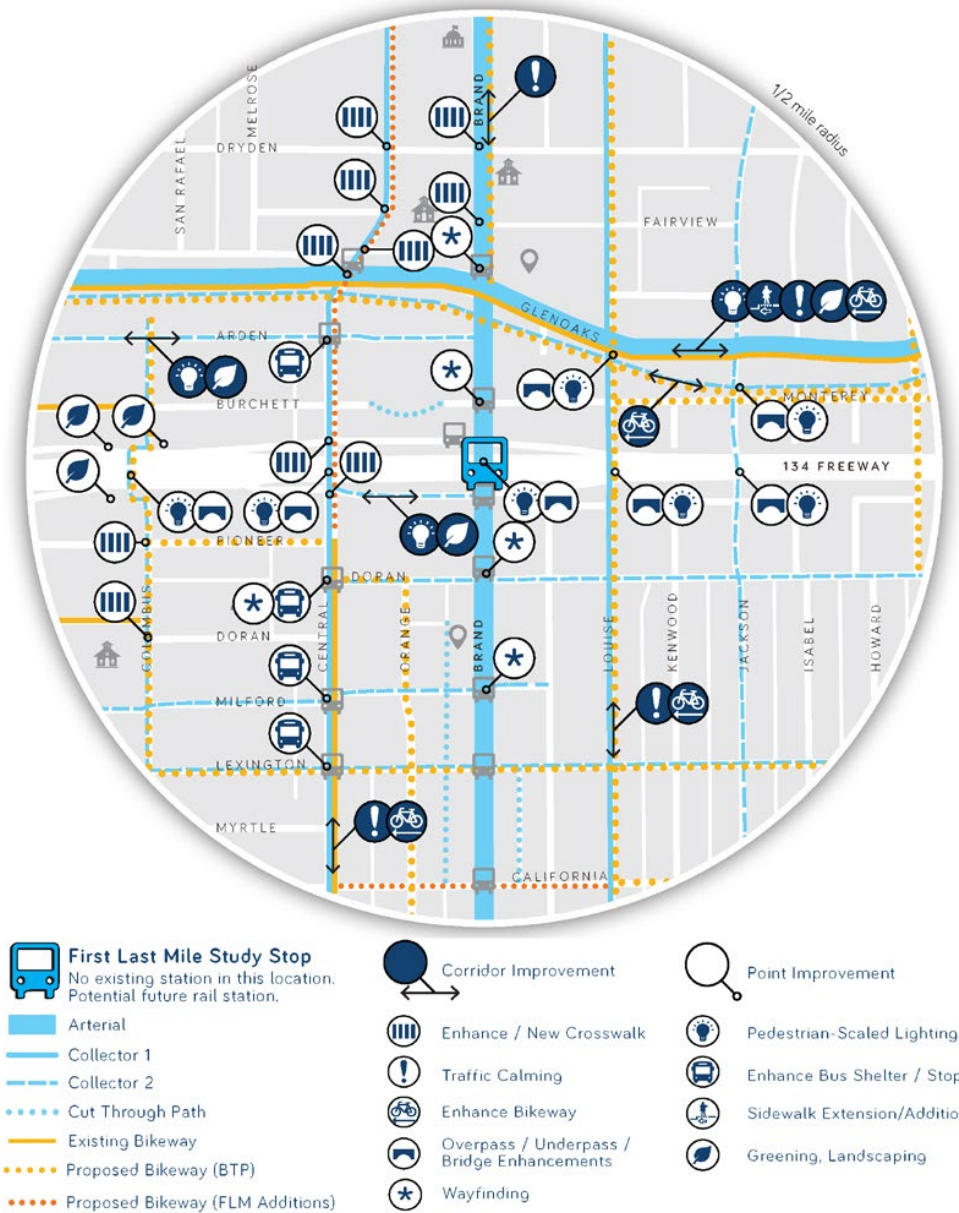 1/2 mile radius
MELROSE
BRAND
DRYDEN
SAN RAFAEL
FAIRVIEW
GLENOAKS
ARDEN
BURCHETT
MONTEREY
134 FREEWAY
PIONEER
DORAN
COLUMBUS
DORAN
CENTRAL
ORANGE
BRAND
LOUISE
KENWOOD
JACKSON
ISABEL
HOWARD
MILFORD
LEXINGTON
MYRTLE
CALIFORNIA
First Last Mile Study Stop
No existing station in this location.
Potential future rail station.
Arterial
Collector 1
Collector 2
Cut Through Path
Existing Bikeway
Proposed Bikeway (BTP)
Proposed Bikeway (FLM Additions)
Corridor Improvement
Enhance / New Crosswalk
Traffic Calming
Enhance Bikeway
Overpass / Underpass /
Bridge Enhancements
Wayfinding
Point Improvement
Pedestrian-Scaled Lighting
Enhance Bus Shelter / Stop
Sidewalk Extension/Additio
Greening, Landscaping